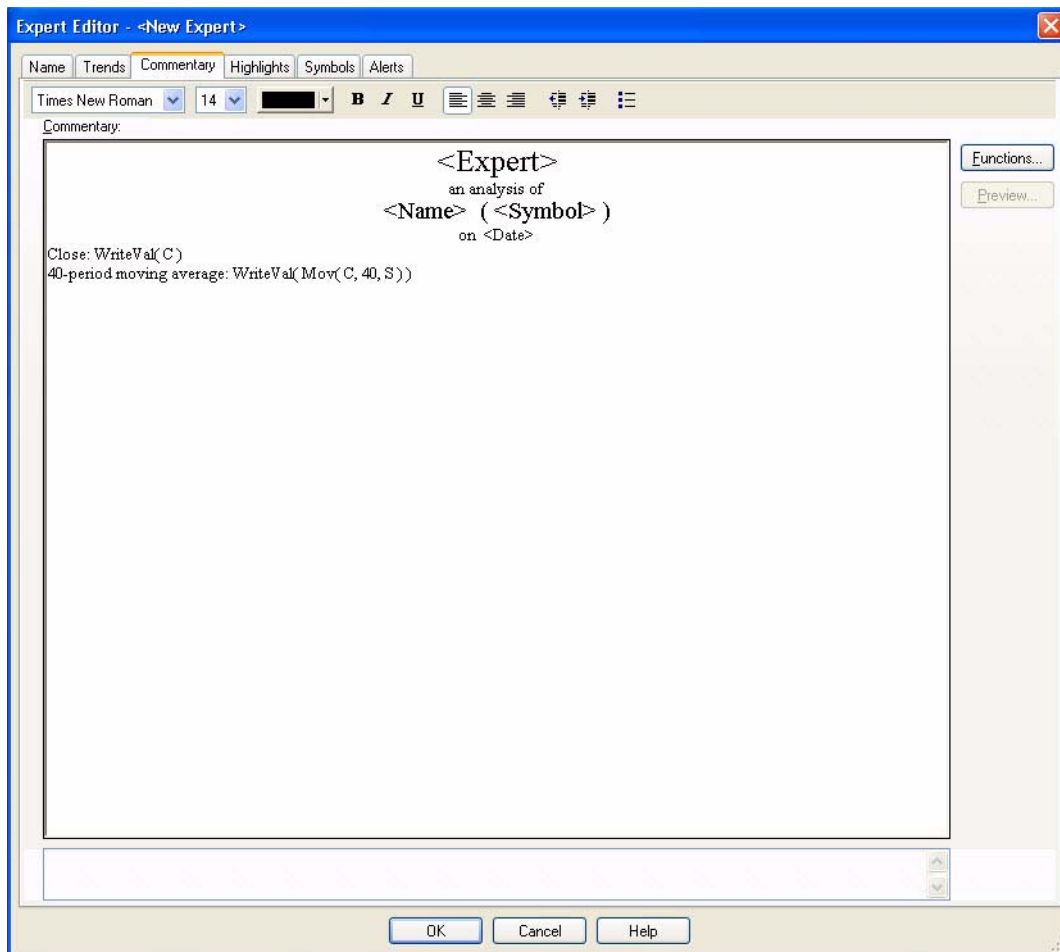 Expert Editor - <New Expert>
Name Trends Commentary Highlights Symbols Alerts
Times New Roman 14 B I U
Commentary:
<Expert>
an analysis of
<Name> ( <Symbol> )
on <Date>
Close: WriteVal( C )
40-period moving average: WriteVal( Mov( C, 40, S ) )
Functions...
Preview...
OK Cancel Help